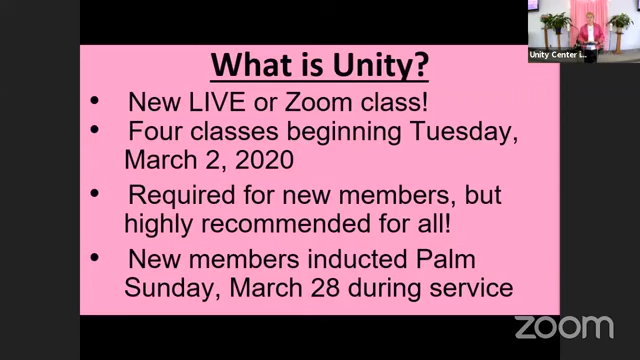 What is Unity?
• New LIVE or Zoom class!
• Four classes beginning Tuesday,
March 2, 2020
• Required for new members, but
highly recommended for all!
• New members inducted Palm
Sunday, March 28 during service
Unity Center i...
zoom